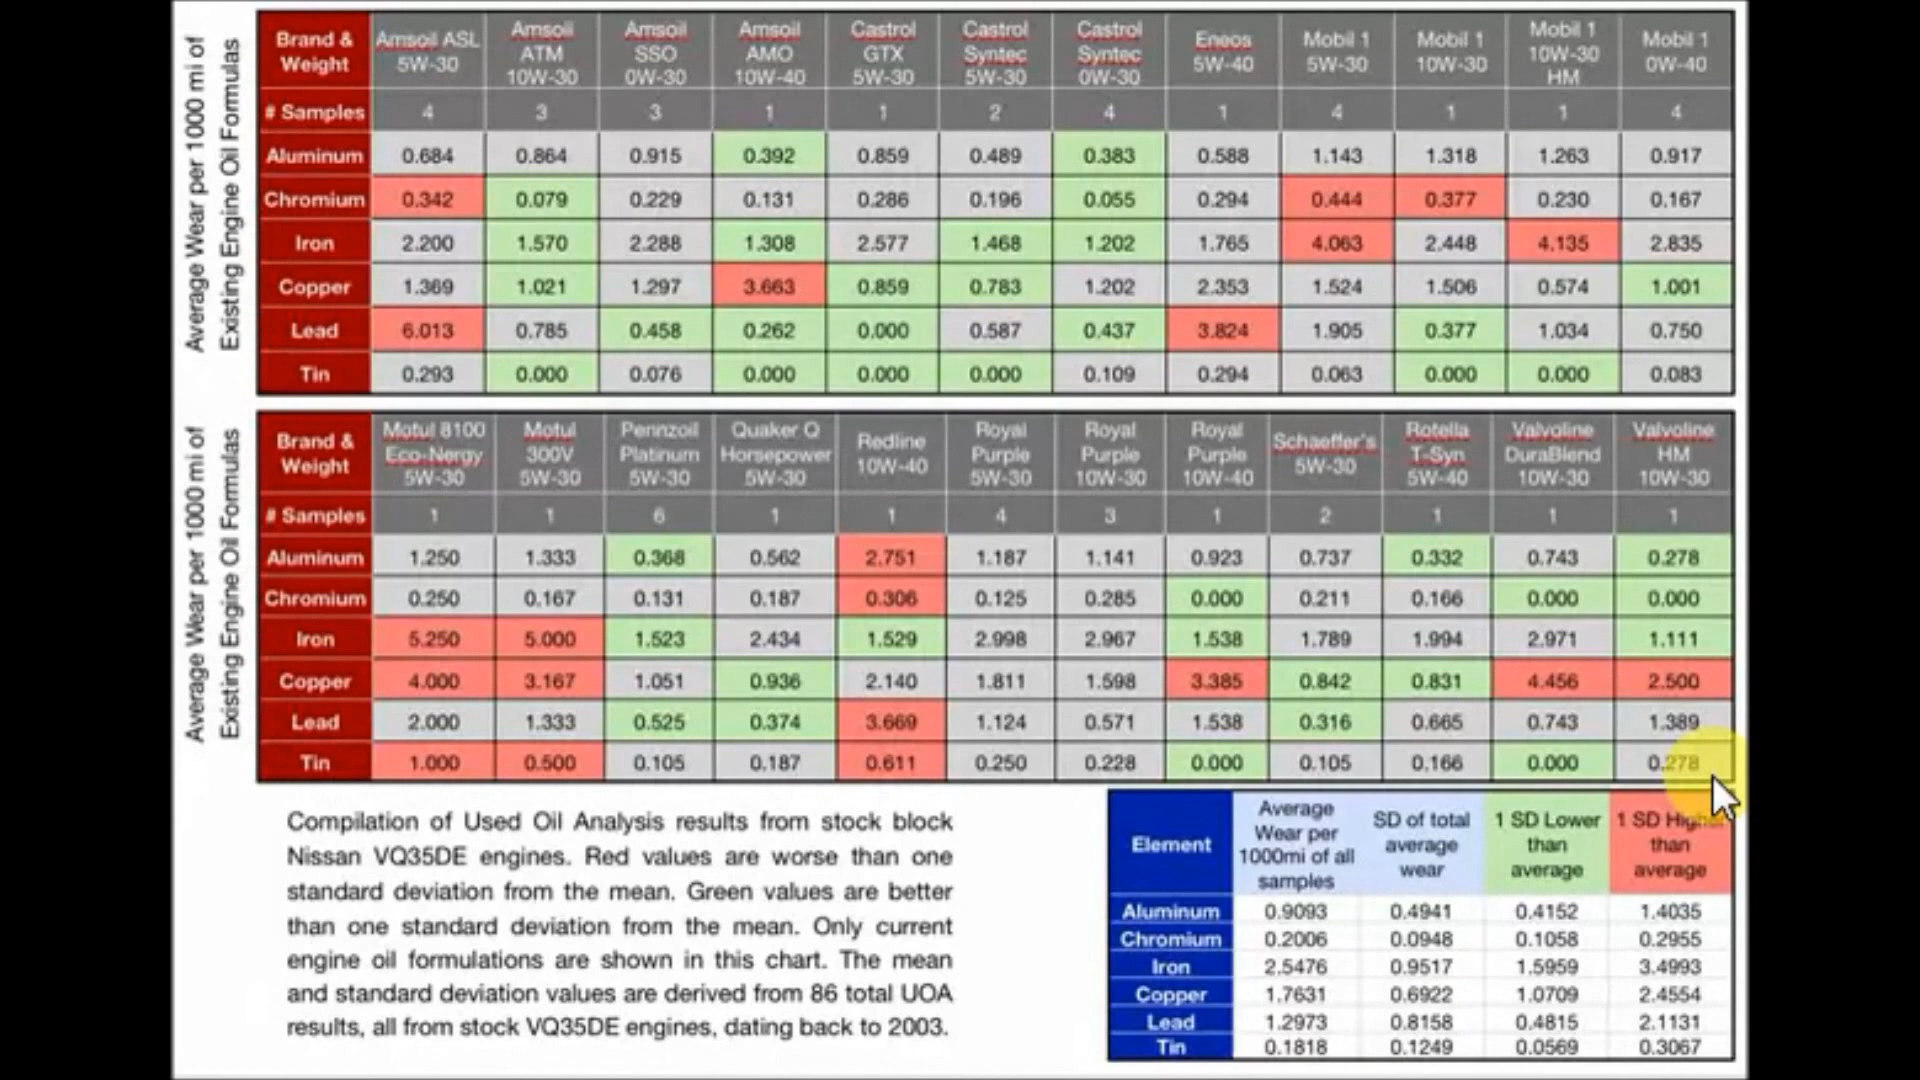 Average Wear per 1000 mi of
Existing Engine Oil Formulas
Brand & Weight Amsoil ASL 5W-30 Amsoil ATM 10W-30 Amsoil SSO 0W-30 Amsoil AMO 10W-40 Castrol GTX 5W-30 Castrol Syntec 5W-30 Castrol Syntec 0W-30 Eneos 5W-40 Mobil 1 5W-30 Mobil 1 10W-30 Mobil 1 10W-30 HM Mobil 1 0W-40
# Samples 4 3 3 1 1 2 4 1 4 1 1 4
Aluminum 0.684 0.864 0.915 0.392 0.859 0.489 0.383 0.588 1.143 1.318 1.263 0.917
Chromium 0.342 0.079 0.229 0.131 0.286 0.196 0.055 0.294 0.444 0.377 0.230 0.167
Iron 2.200 1.570 2.288 1.308 2.577 1.468 1.202 1.765 4.063 2.448 4.135 2.835
Copper 1.369 1.021 1.297 3.663 0.859 0.783 1.202 2.353 1.524 1.506 0.574 1.001
Lead 6.013 0.785 0.458 0.262 0.000 0.587 0.437 3.824 1.905 0.377 1.034 0.750
Tin 0.293 0.000 0.076 0.000 0.000 0.000 0.109 0.294 0.063 0.000 0.000 0.083
Average Wear per 1000 mi of
Existing Engine Oil Formulas
Brand & Weight Motul 8100 Eco-Nergy 5W-30 Motul 300V 5W-30 Pennzoil Platinum 5W-30 Quaker Q Horsepower 5W-30 Redline 10W-40 Royal Purple 5W-30 Royal Purple 10W-30 Royal Purple 10W-40 Schaeffer's 5W-30 Rotella T-Syn 5W-40 Valvoline DuraBlend 10W-30 Valvoline HM 10W-30
# Samples 1 1 6 1 1 4 3 1 2 1 1 1
Aluminum 1.250 1.333 0.368 0.562 2.751 1.187 1.141 0.923 0.737 0.332 0.743 0.278
Chromium 0.250 0.167 0.131 0.187 0.306 0.125 0.285 0.000 0.211 0.166 0.000 0.000
Iron 5.250 5.000 1.523 2.434 1.529 2.998 2.967 1.538 1.789 1.994 2.971 1.111
Copper 4.000 3.167 1.051 0.936 2.140 1.811 1.598 3.385 0.842 0.831 4.456 2.500
Lead 2.000 1.333 0.525 0.374 3.669 1.124 0.571 1.538 0.316 0.665 0.743 1.389
Tin 1.000 0.500 0.105 0.187 0.611 0.250 0.228 0.000 0.105 0.166 0.000 0.278
Compilation of Used Oil Analysis results from stock block
Nissan VQ35DE engines. Red values are worse than one
standard deviation from the mean. Green values are better
than one standard deviation from the mean. Only current
engine oil formulations are shown in this chart. The mean
and standard deviation values are derived from 86 total UOA
results, all from stock VQ35DE engines, dating back to 2003.
Element Average Wear per 1000mi of all samples SD of total average wear 1 SD Lower than average 1 SD Higher than average
Aluminum 0.9093 0.4941 0.4152 1.4035
Chromium 0.2006 0.0948 0.1058 0.2955
Iron 2.5476 0.9517 1.5959 3.4993
Copper 1.7631 0.6922 1.0709 2.4554
Lead 1.2973 0.8158 0.4815 2.1131
Tin 0.1818 0.1249 0.0569 0.3067